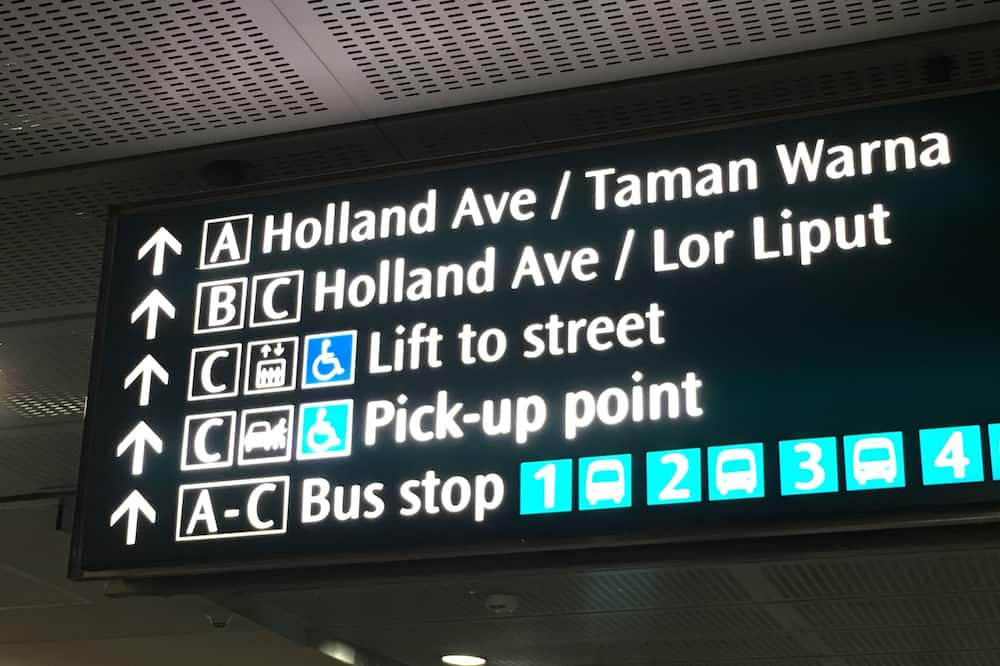 ↑ A Holland Ave / Taman Warna
↑ B C Holland Ave / Lor Liput
↑ C Lift to street
↑ C Pick-up point
↑ A-C Bus stop 1 2 3 4